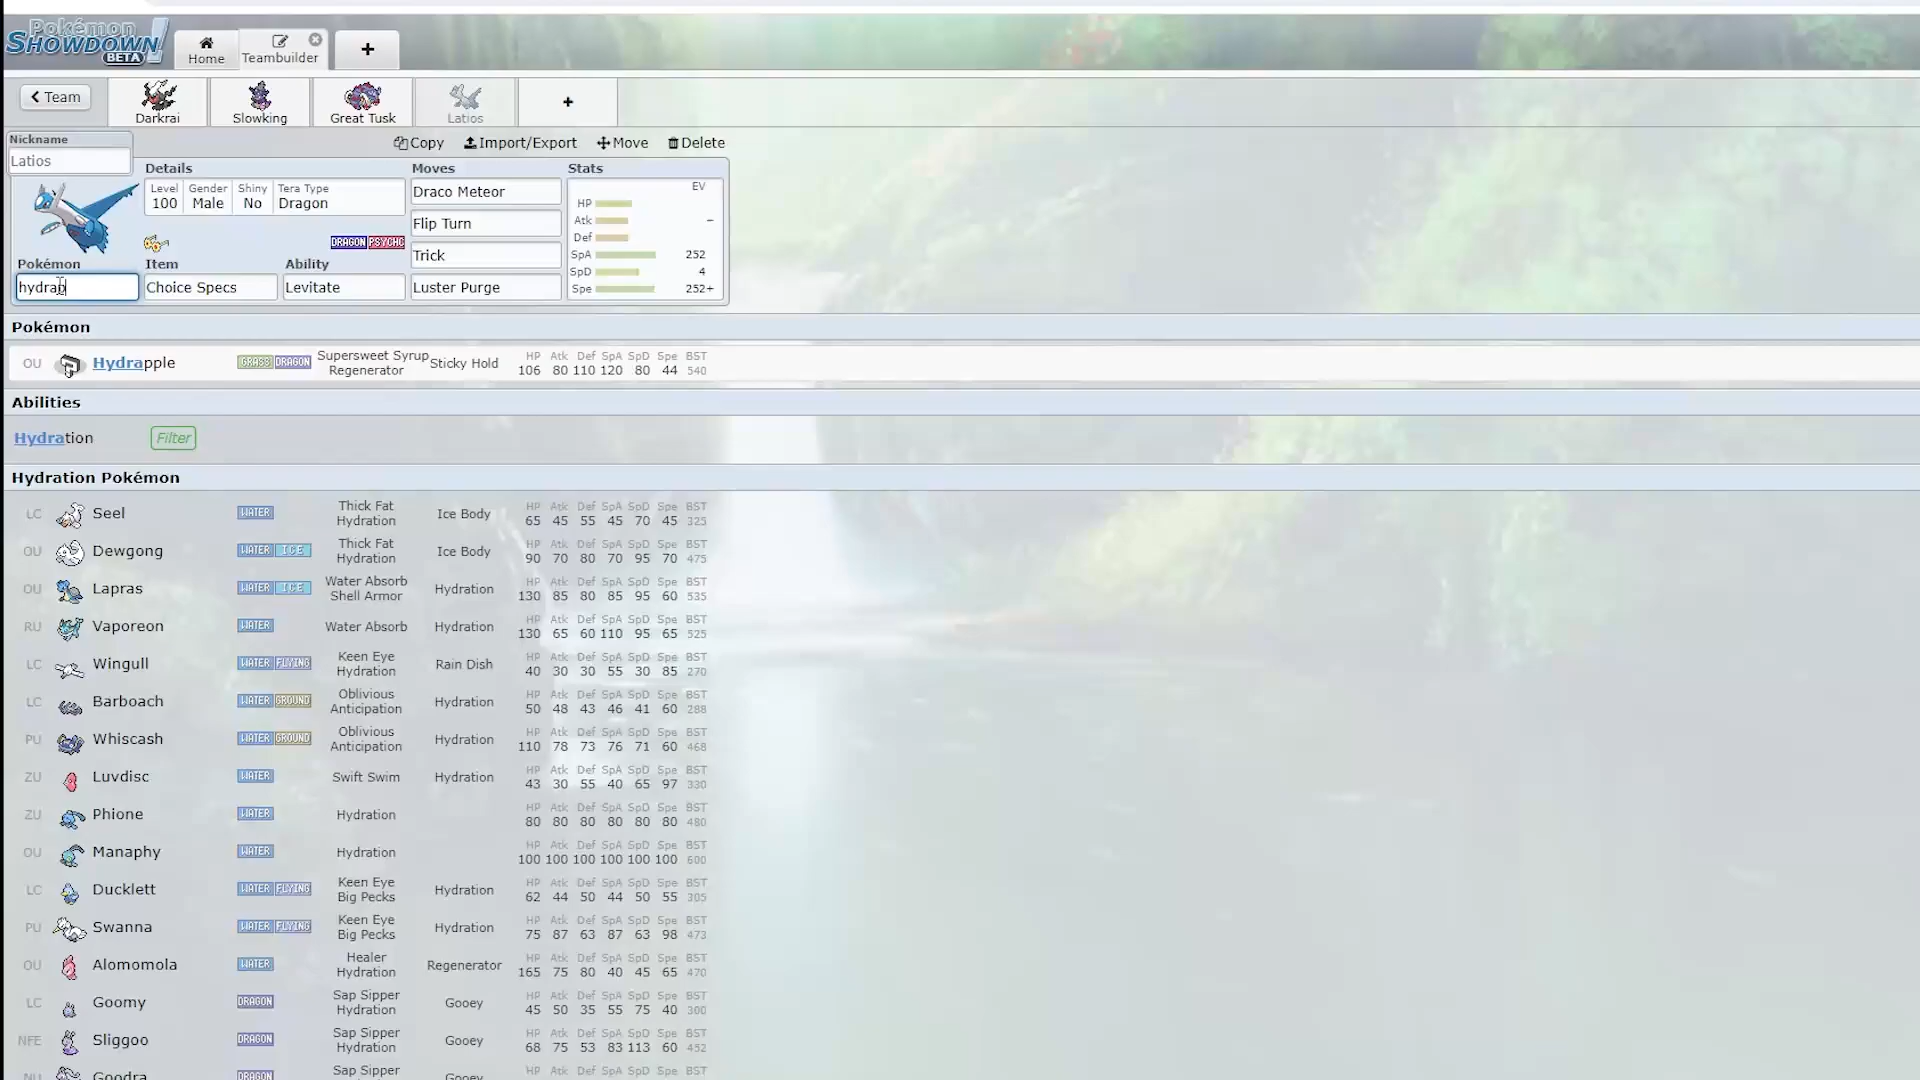 Pokémon
SHOWDOWN!
BETA
Home
Teambuilder
+
Team
Darkrai
Slowking
Great Tusk
Latios
+
Nickname
Latios
Copy Import/Export Move Delete
Details
Moves
Stats
Level Gender Shiny Tera Type
100 Male No Dragon
Draco Meteor
Flip Turn
Trick
Luster Purge
EV
HP
Atk –
Def
SpA 252
SpD 4
Spe 252+
DRAGON PSYCHC
Pokémon Item Ability
hydrap
Choice Specs
Levitate
Pokémon
OU Hydrapple GRASS DRAGON Supersweet Syrup Regenerator Sticky Hold HP 106 Atk 80 Def 110 SpA 120 SpD 80 Spe 44 BST 540
Abilities
Hydration Filter
Hydration Pokémon
LC Seel WATER Thick Fat Hydration Ice Body HP 65 Atk 45 Def 55 SpA 45 SpD 70 Spe 45 BST 325
OU Dewgong WATER ICE Thick Fat Hydration Ice Body HP 90 Atk 70 Def 80 SpA 70 SpD 95 Spe 70 BST 475
OU Lapras WATER ICE Water Absorb Shell Armor Hydration HP 130 Atk 85 Def 80 SpA 85 SpD 95 Spe 60 BST 535
RU Vaporeon WATER Water Absorb Hydration HP 130 Atk 65 Def 60 SpA 110 SpD 95 Spe 65 BST 525
LC Wingull WATER FLYING Keen Eye Hydration Rain Dish HP 40 Atk 30 Def 30 SpA 55 SpD 30 Spe 85 BST 270
LC Barboach WATER GROUND Oblivious Anticipation Hydration HP 50 Atk 48 Def 43 SpA 46 SpD 41 Spe 60 BST 288
PU Whiscash WATER GROUND Oblivious Anticipation Hydration HP 110 Atk 78 Def 73 SpA 76 SpD 71 Spe 60 BST 468
ZU Luvdisc WATER Swift Swim Hydration HP 43 Atk 30 Def 55 SpA 40 SpD 65 Spe 97 BST 330
ZU Phione WATER Hydration HP 80 Atk 80 Def 80 SpA 80 SpD 80 Spe 80 BST 480
OU Manaphy WATER Hydration HP 100 Atk 100 Def 100 SpA 100 SpD 100 Spe 100 BST 600
LC Ducklett WATER FLYING Keen Eye Big Pecks Hydration HP 62 Atk 44 Def 50 SpA 44 SpD 50 Spe 55 BST 305
PU Swanna WATER FLYING Keen Eye Big Pecks Hydration HP 75 Atk 87 Def 63 SpA 87 SpD 63 Spe 98 BST 473
OU Alomomola WATER Healer Hydration Regenerator HP 165 Atk 75 Def 80 SpA 40 SpD 45 Spe 65 BST 470
LC Goomy DRAGON Sap Sipper Hydration Gooey HP 45 Atk 50 Def 35 SpA 55 SpD 75 Spe 40 BST 300
NFE Sliggoo DRAGON Sap Sipper Hydration Gooey HP 68 Atk 75 Def 53 SpA 83 SpD 113 Spe 60 BST 452
NU Goodra DRAGON Sap Sipper Gooey HP Atk Def SpA SpD Spe BST